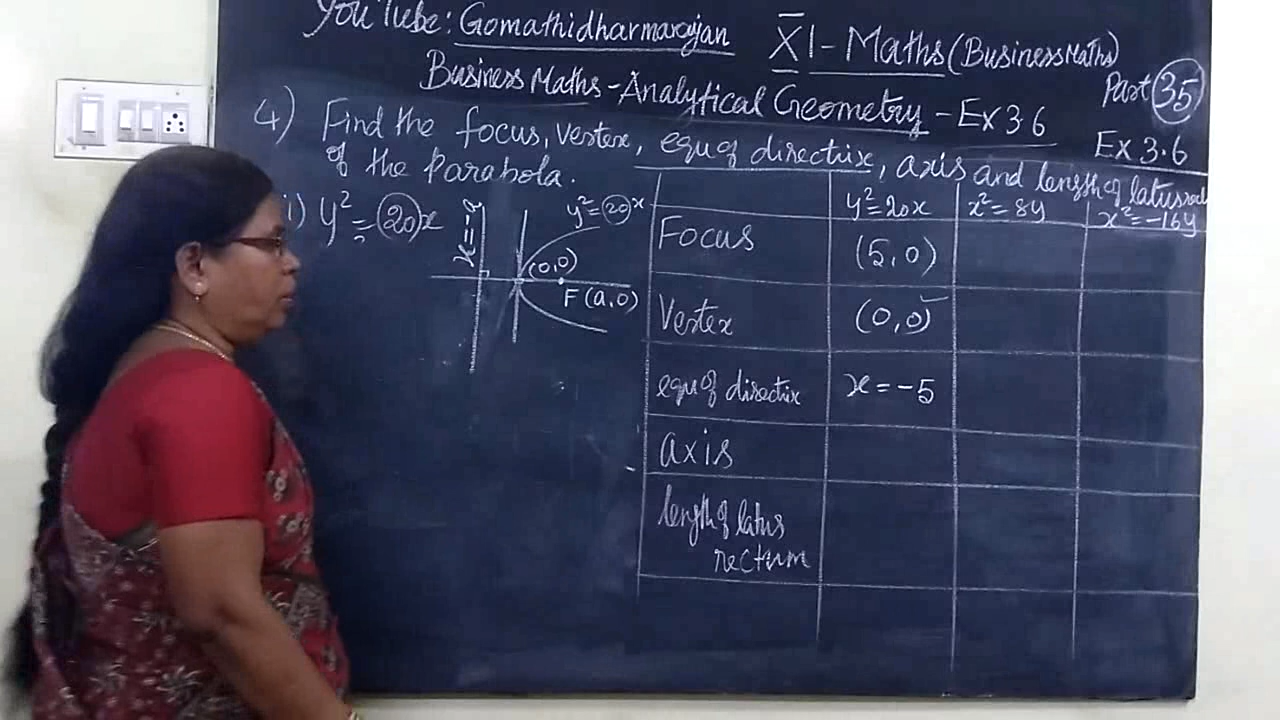 YouTube: Gomathidharmarajan XI - Maths (Business Maths)
Business Maths - Analytical Geometry - Ex 3.6 Part 35
Ex 3.6
4) Find the focus, vertex, equ of directrix, axis and length of latus rectum
of the parabola.
i) y² = 20x
x = -a
y² = 20x
(0,0)
F(a,0)
y² = 20x x² = 8y x² = -16y
Focus (5,0)
Vertex (0,0)
equ of directrix x = -5
axis
length of latus
rectum